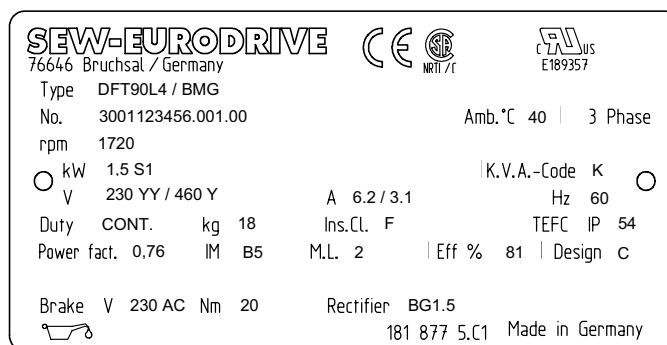 SEW-EURODRIVE CE NRTL/C c UL US
76646 Bruchsal / Germany E189357
Type DFT90L4 / BMG
No. 3001123456.001.00 Amb.°C 40 3 Phase
rpm 1720
kW 1.5 S1 K.V.A.-Code K
V 230 YY / 460 Y A 6.2 / 3.1 Hz 60
Duty CONT. kg 18 Ins.Cl. F TEFC IP 54
Power fact. 0,76 IM B5 M.L. 2 Eff % 81 Design C
Brake V 230 AC Nm 20 Rectifier BG1.5
181 877 5.C1 Made in Germany